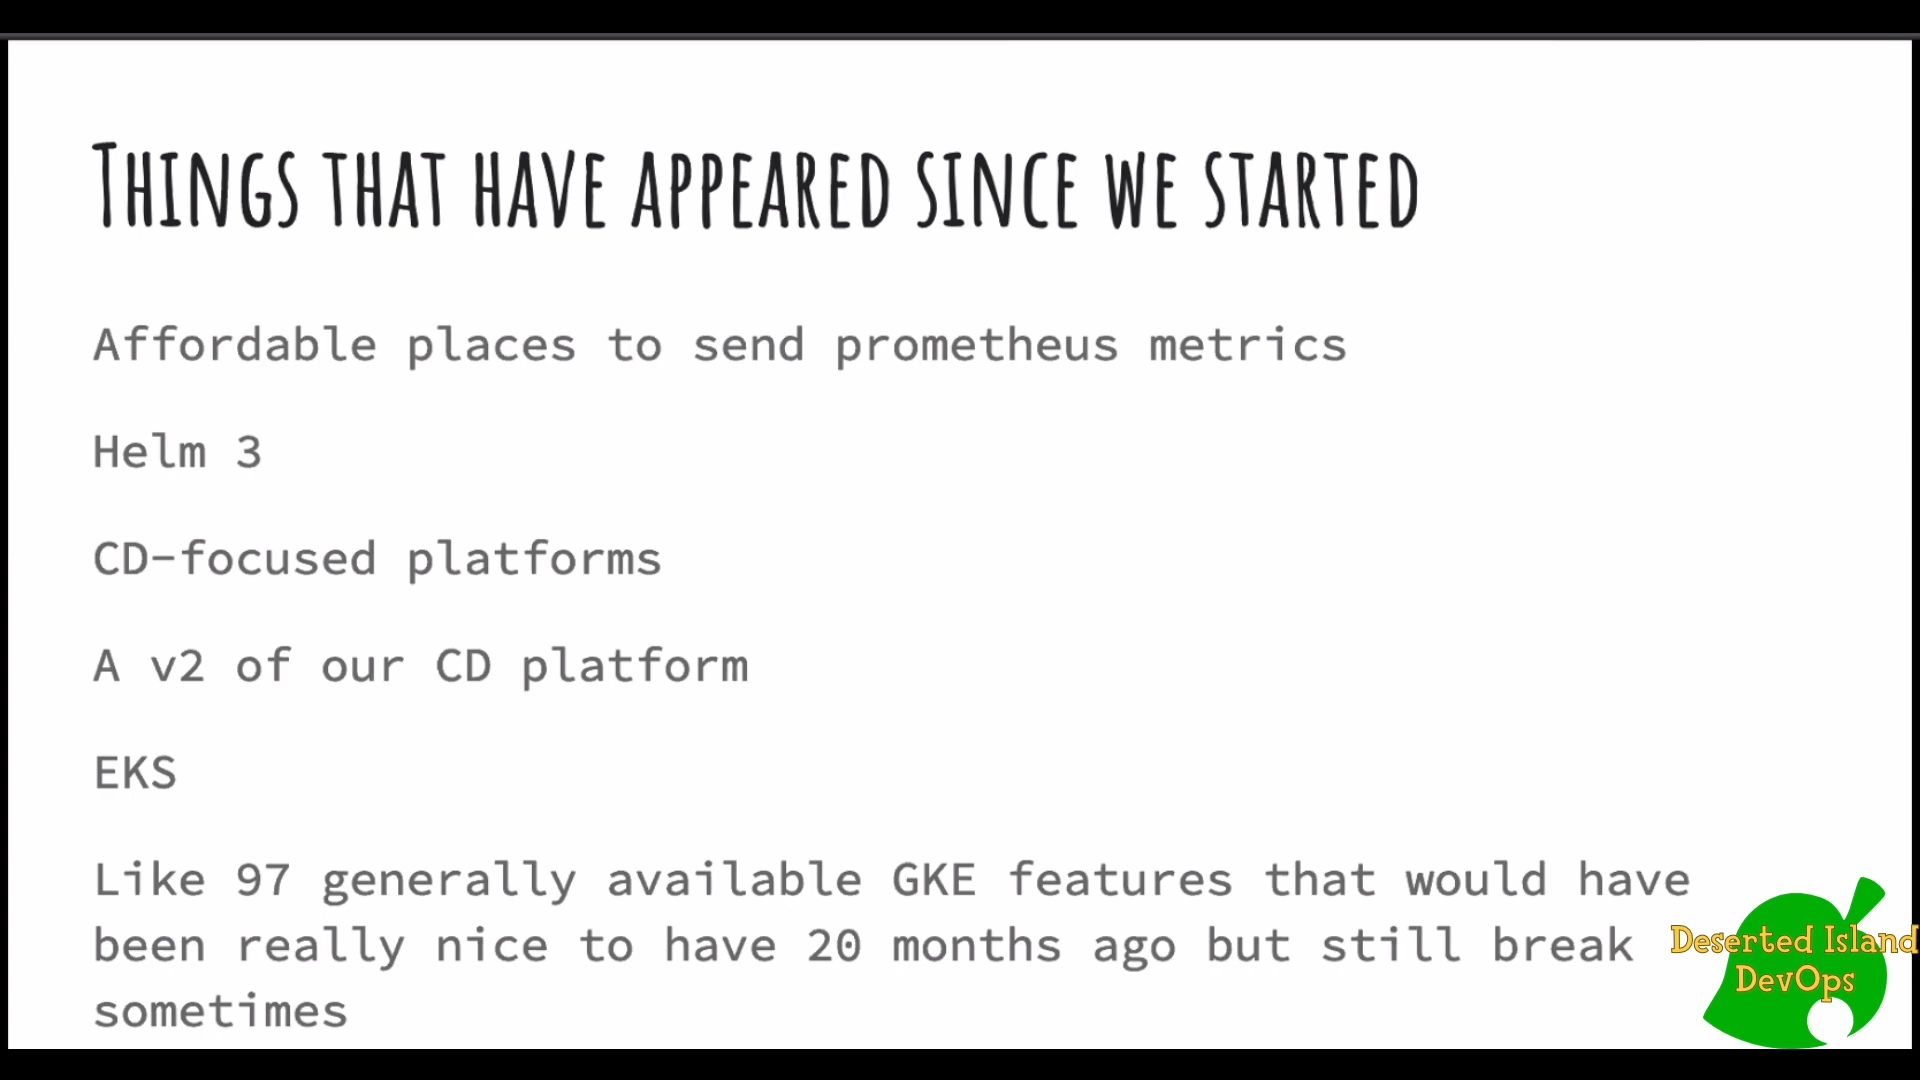 Things that have appeared since we started
Affordable places to send prometheus metrics
Helm 3
CD-focused platforms
A v2 of our CD platform
EKS
Like 97 generally available GKE features that would have
been really nice to have 20 months ago but still break
sometimes
Deserted Island
DevOps